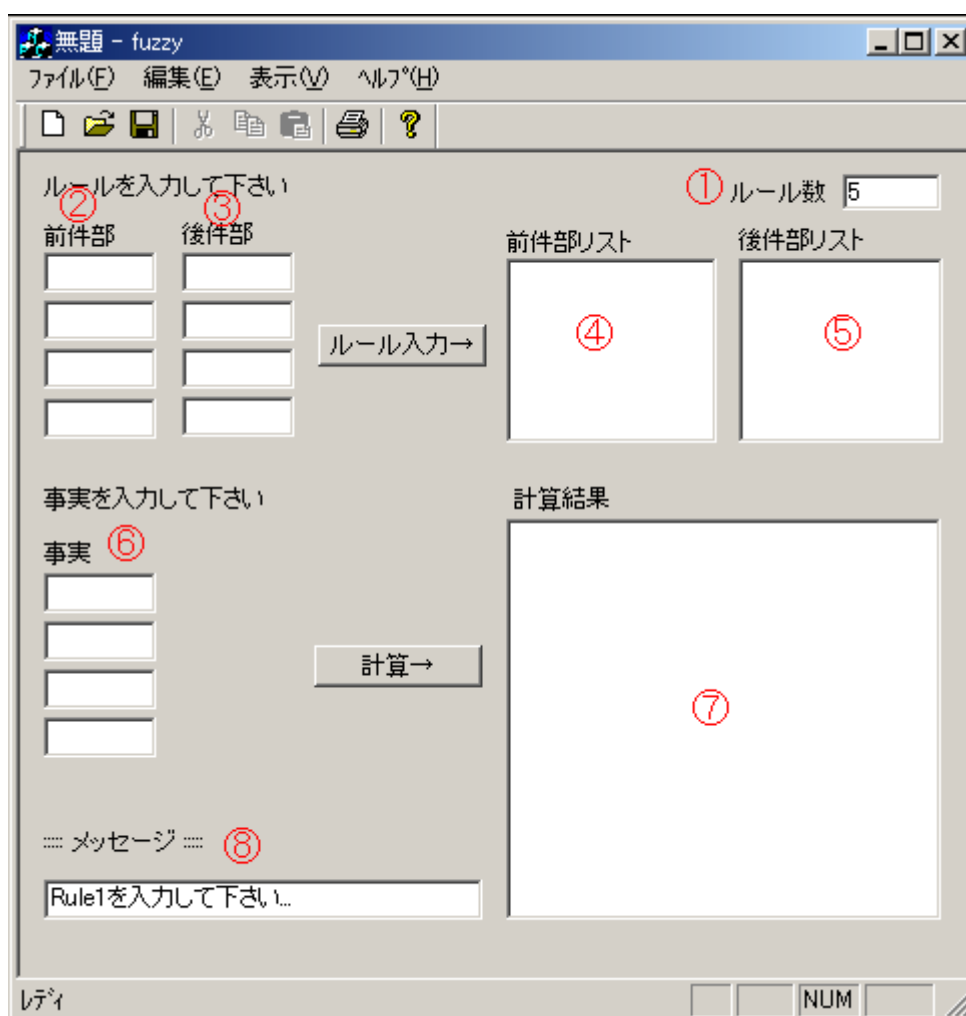 無題 - fuzzy
ﾌｧｲﾙ(F) 編集(E) 表示(V) ﾍﾙﾌﾟ(H)
ルールを入力して下さい
① ルール数 5
② ③
前件部 後件部
前件部リスト 後件部リスト
④ ⑤
ルール入力→
事実を入力して下さい
計算結果
事実 ⑥
計算→
⑦
::::: メッセージ ::::: ⑧
Rule1を入力して下さい...
ﾚﾃﾞｨ NUM